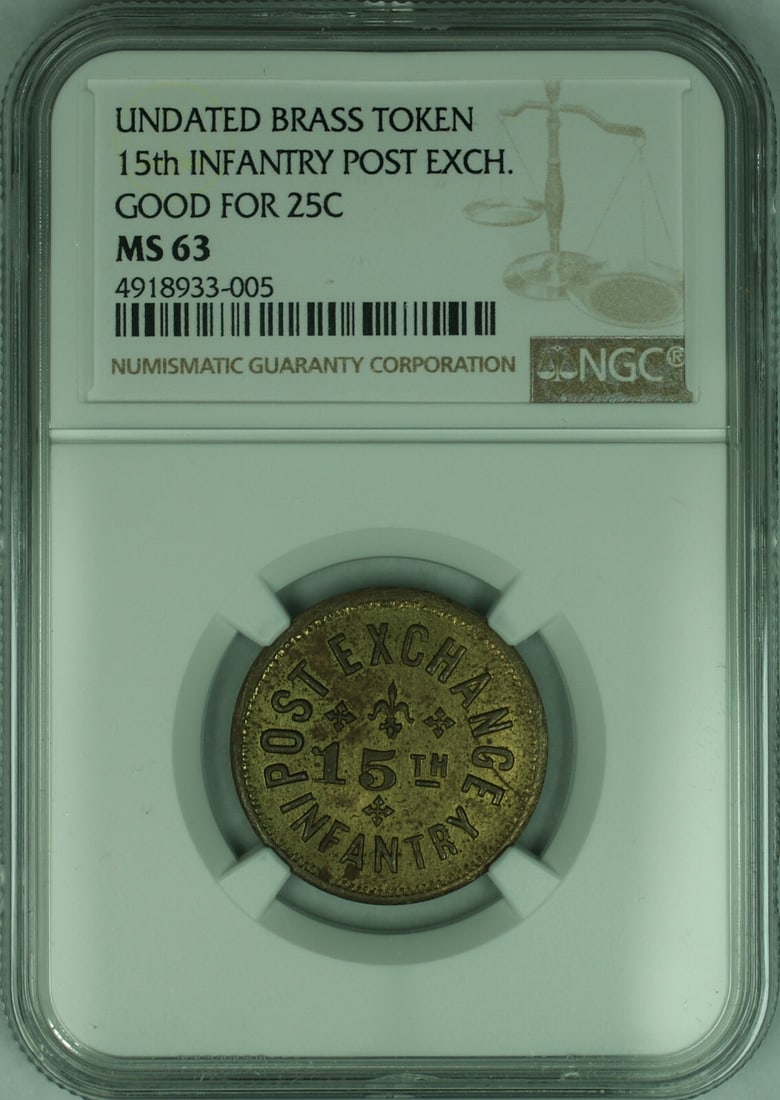 UNDATED BRASS TOKEN
15th INFANTRY POST EXCH.
GOOD FOR 25C
MS 63
4918933-005
NUMISMATIC GUARANTY CORPORATION
NGC®
POST EXCHANGE
15TH
INFANTRY